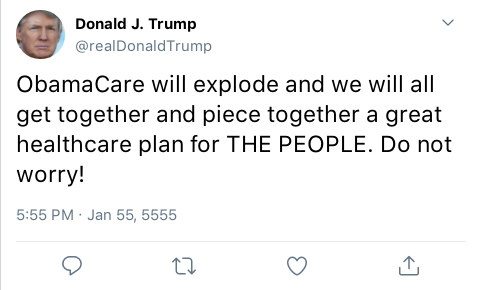 Donald J. Trump
@realDonaldTrump
ObamaCare will explode and we will all
get together and piece together a great
healthcare plan for THE PEOPLE. Do not
worry!
5:55 PM · Jan 55, 5555